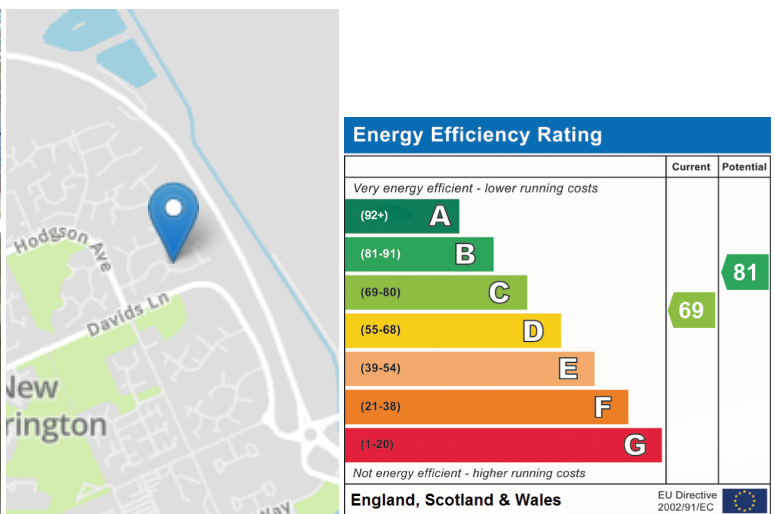 Hodgson Ave
Davids Ln
New
rington
Way
Energy Efficiency Rating
Current Potential
Very energy efficient - lower running costs
(92+) A
(81-91) B
(69-80) C
(55-68) D
(39-54) E
(21-38) F
(1-20) G
81
69
Not energy efficient - higher running costs
England, Scotland & Wales
EU Directive
2002/91/EC